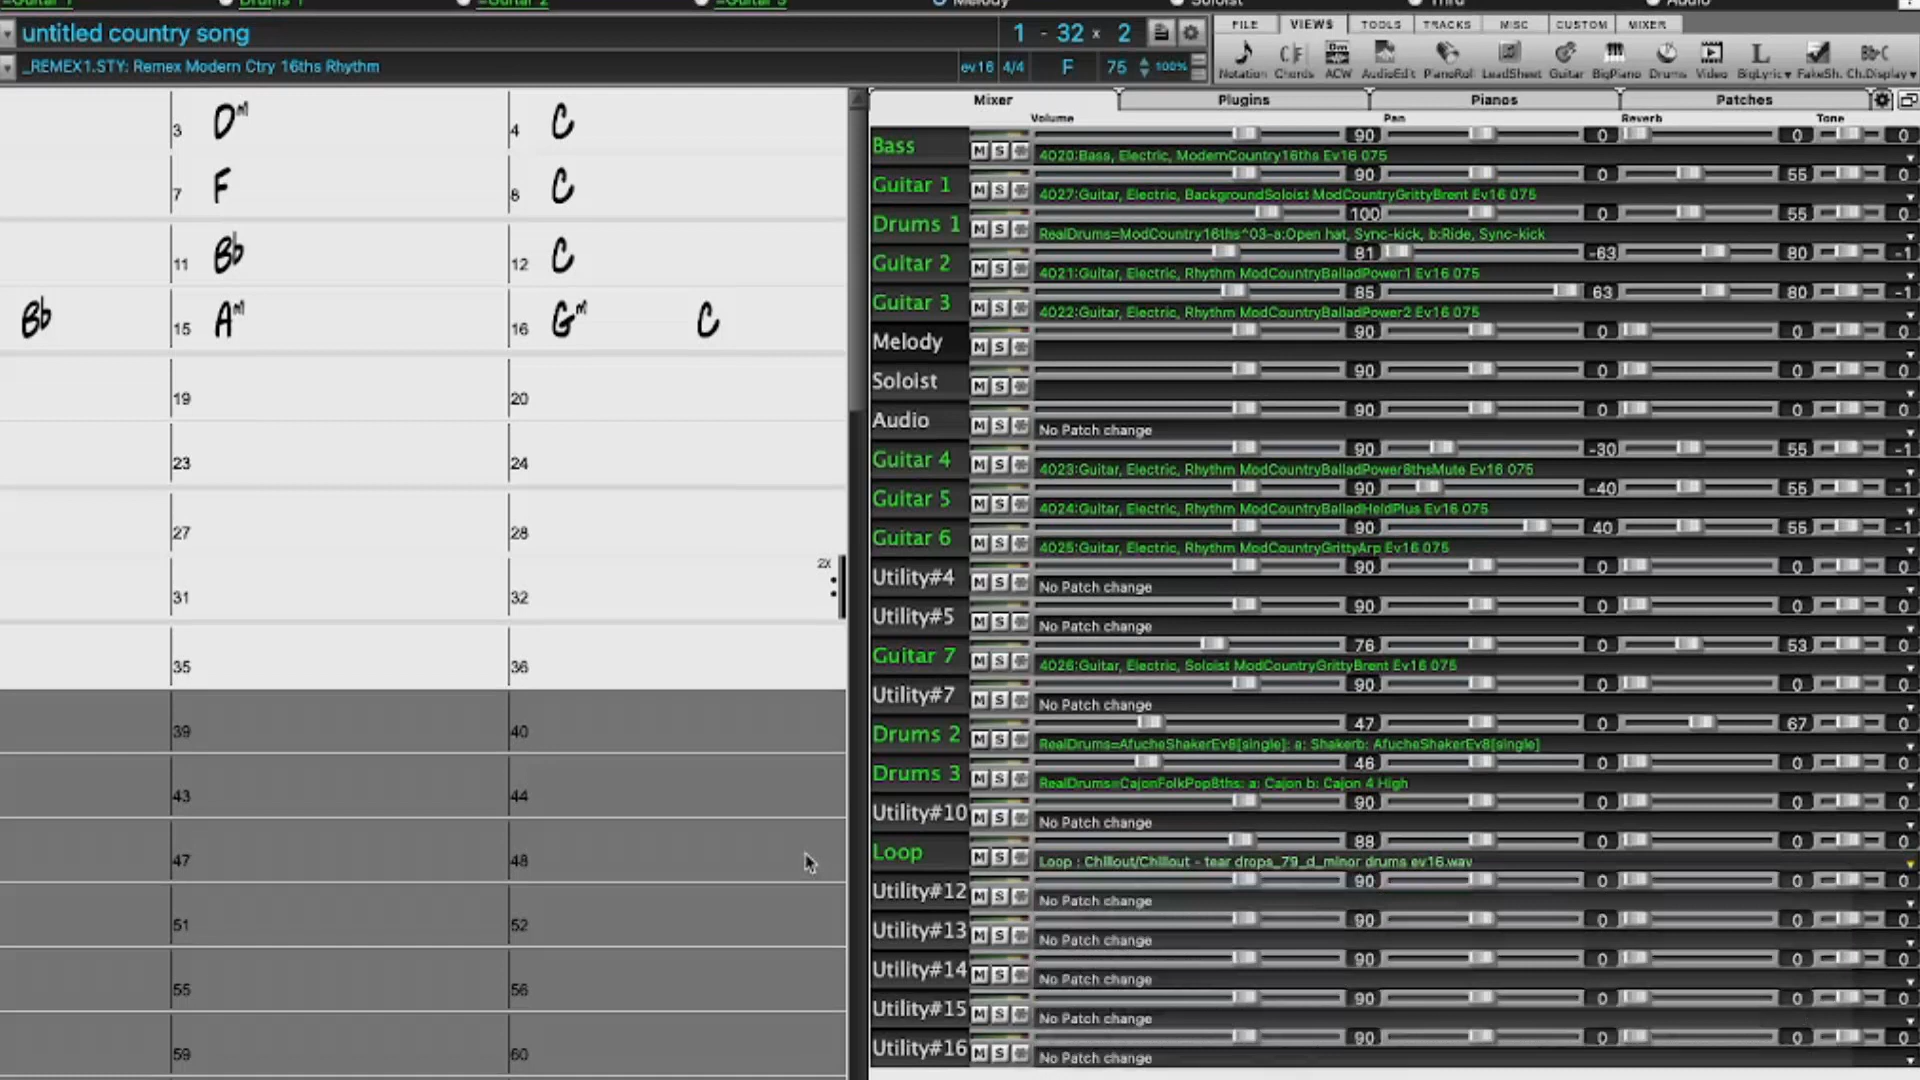 =Guitar 1 Drums 1 =Guitar 2 =Guitar 3 Melody Soloist Thru Audio
untitled country song 1 - 32 x 2
_REMEX1.STY: Remex Modern Ctry 16ths Rhythm ev16 4/4 F 75 100%
FILE VIEWS TOOLS TRACKS MISC CUSTOM MIXER
Notation Chords ACW AudioEdit PianoRoll LeadSheet Guitar BigPiano Drums Video BigLyric FakeSh. Ch.Display
Mixer Plugins Pianos Patches
Volume Pan Reverb Tone
3 Dm 4 C
7 F 8 C
11 Bb 12 C
Bb 15 Am 16 Gm C
19 20
23 24
27 28
2X
31 32
35 36
39 40
43 44
47 48
51 52
55 56
59 60
Bass M S 90 0 0 0
4020:Bass, Electric, ModernCountry16ths Ev16 075
Guitar 1 M S 90 0 55 0
4027:Guitar, Electric, BackgroundSoloist ModCountryGrittyBrent Ev16 075
Drums 1 M S 100 0 55 0
RealDrums=ModCountry16ths^03-a:Open hat, Sync-kick, b:Ride, Sync-kick
Guitar 2 M S 81 -63 80 -1
4021:Guitar, Electric, Rhythm ModCountryBalladPower1 Ev16 075
Guitar 3 M S 85 63 80 -1
4022:Guitar, Electric, Rhythm ModCountryBalladPower2 Ev16 075
Melody M S 90 0 0 0
Soloist M S 90 0 0 0
Audio M S 90 0 0 0
No Patch change
Guitar 4 M S 90 -30 55 -1
4023:Guitar, Electric, Rhythm ModCountryBalladPower8thsMute Ev16 075
Guitar 5 M S 90 -40 55 -1
4024:Guitar, Electric, Rhythm ModCountryBalladHeldPlus Ev16 075
Guitar 6 M S 90 40 55 -1
4025:Guitar, Electric, Rhythm ModCountryGrittyArp Ev16 075
Utility#4 M S 90 0 0 0
No Patch change
Utility#5 M S 90 0 0 0
No Patch change
Guitar 7 M S 76 0 53 0
4026:Guitar, Electric, Soloist ModCountryGrittyBrent Ev16 075
Utility#7 M S 90 0 0 0
No Patch change
Drums 2 M S 47 0 67 0
RealDrums=AfucheShakerEv8[single]: a: Shakerb: AfucheShakerEv8[single]
Drums 3 M S 46 0 0 0
RealDrums=CajonFolkPop8ths: a: Cajon b: Cajon 4 High
Utility#10 M S 90 0 0 0
No Patch change
Loop M S 88 0 0 0
Loop : Chillout/Chillout - tear drops_79_d_minor drums ev16.wav
Utility#12 M S 90 0 0 0
No Patch change
Utility#13 M S 90 0 0 0
No Patch change
Utility#14 M S 90 0 0 0
No Patch change
Utility#15 M S 90 0 0 0
No Patch change
Utility#16 M S 90 0 0 0
No Patch change